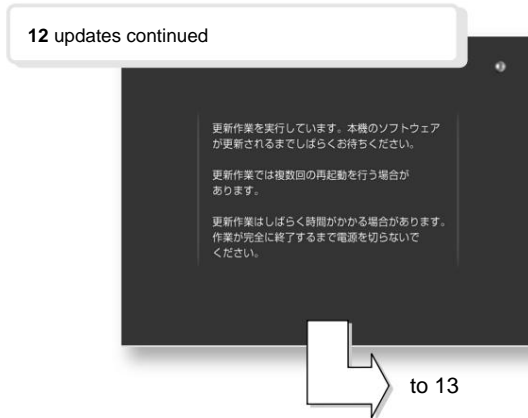 12 updates continued
更新作業を実行しています。本機のソフトウェア
が更新されるまでしばらくお待ちください。
更新作業では複数回の再起動を行う場合が
あります。
更新作業はしばらく時間がかかる場合があります。
作業が完全に終了するまで電源を切らないで
ください。
to 13